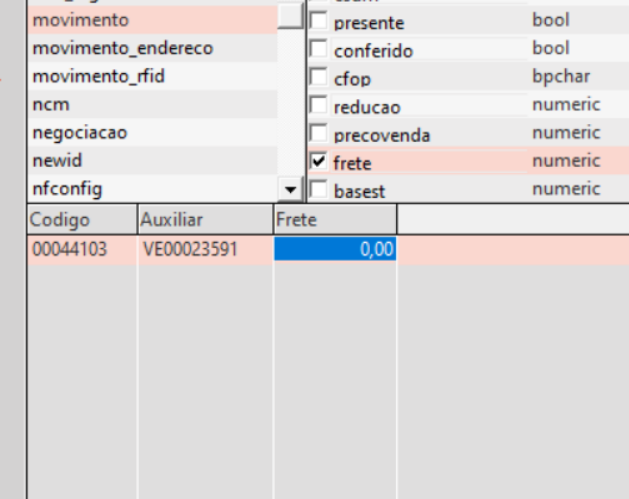 movimento
movimento_endereco
movimento_rfid
ncm
negociacao
newid
nfconfig
presente bool
conferido bool
cfop bpchar
reducao numeric
precovenda numeric
frete numeric
basest numeric
Codigo Auxiliar Frete
00044103 VE00023591 0,00